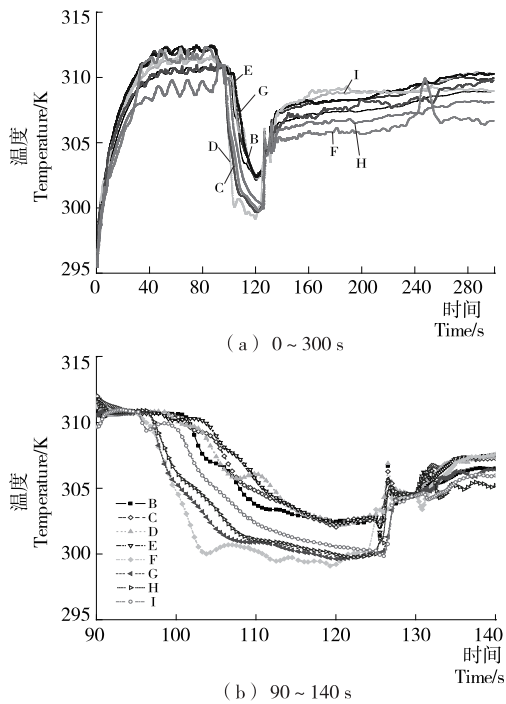 315
310
305
300
295
温度
Temperature/K
E
G
I
B
D
C
F
H
0
40
80
120
160
200
240
280
时间
Time/s
（a）0～300 s
315
310
305
300
295
温度
Temperature/K
B
C
D
E
F
G
H
I
90
100
110
120
130
140
时间
Time/s
（b）90～140 s